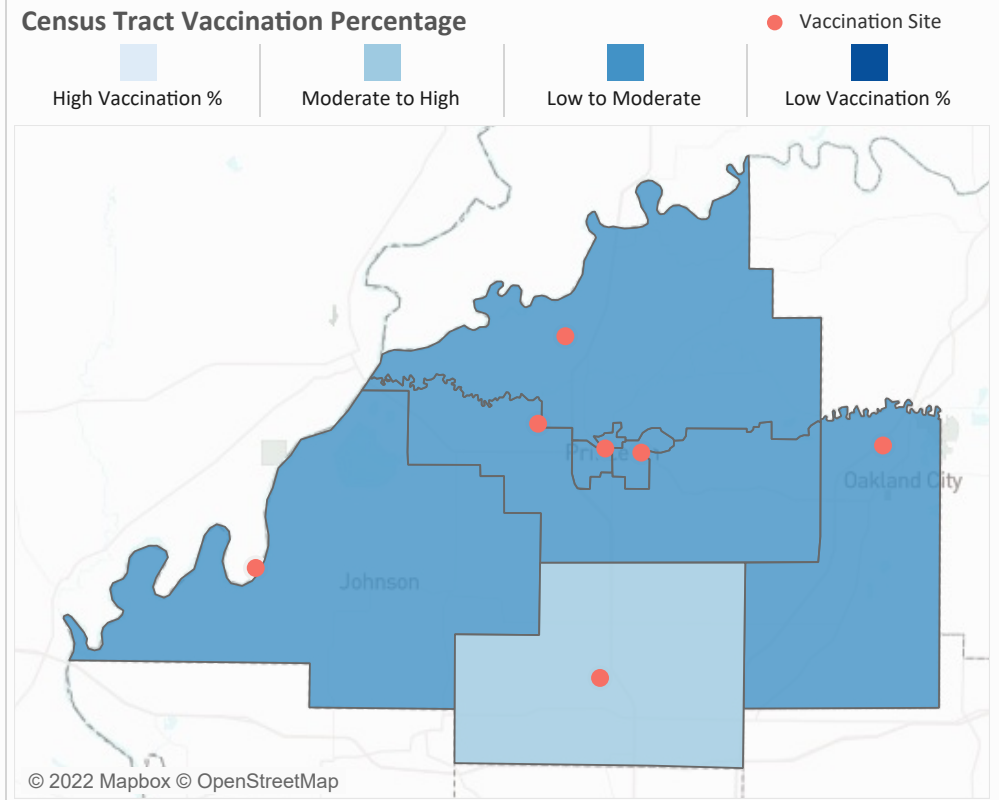 Census Tract Vaccination Percentage
Vaccination Site
High Vaccination %
Moderate to High
Low to Moderate
Low Vaccination %
Oakland City
Johnson
© 2022 Mapbox © OpenStreetMap